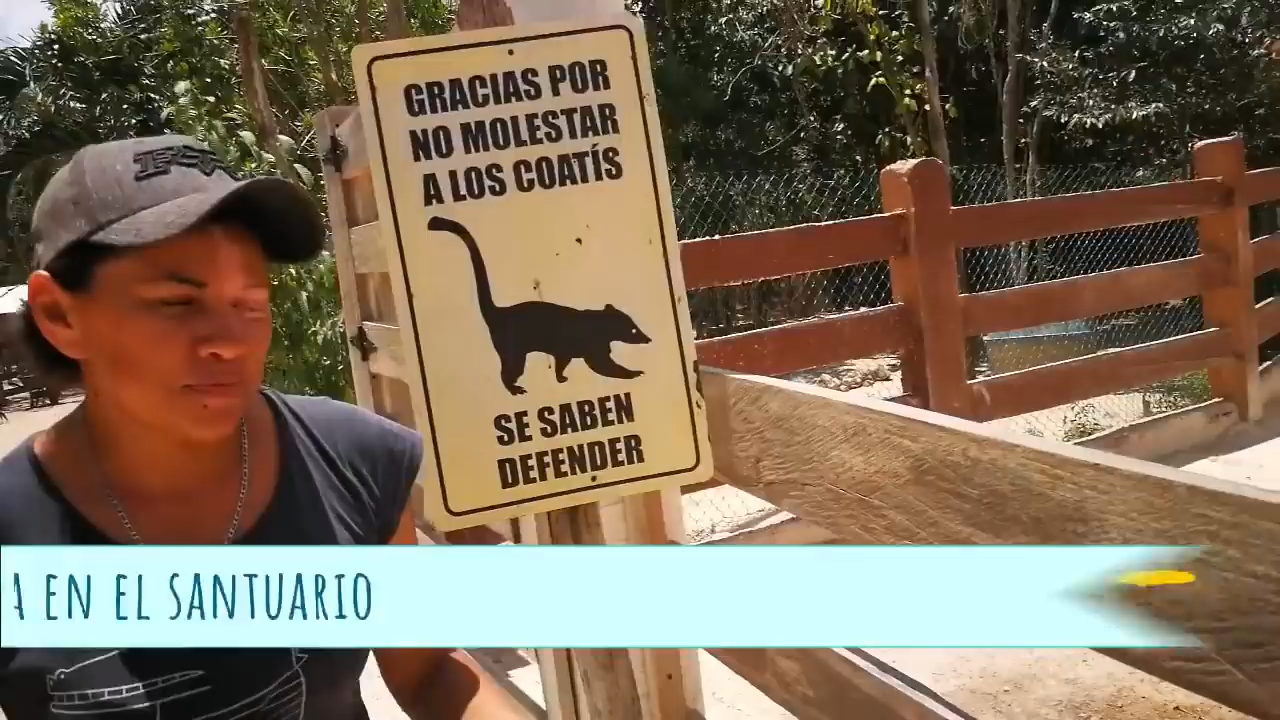 GRACIAS POR
NO MOLESTAR
A LOS COATÍS
SE SABEN
DEFENDER
EN EL SANTUARIO